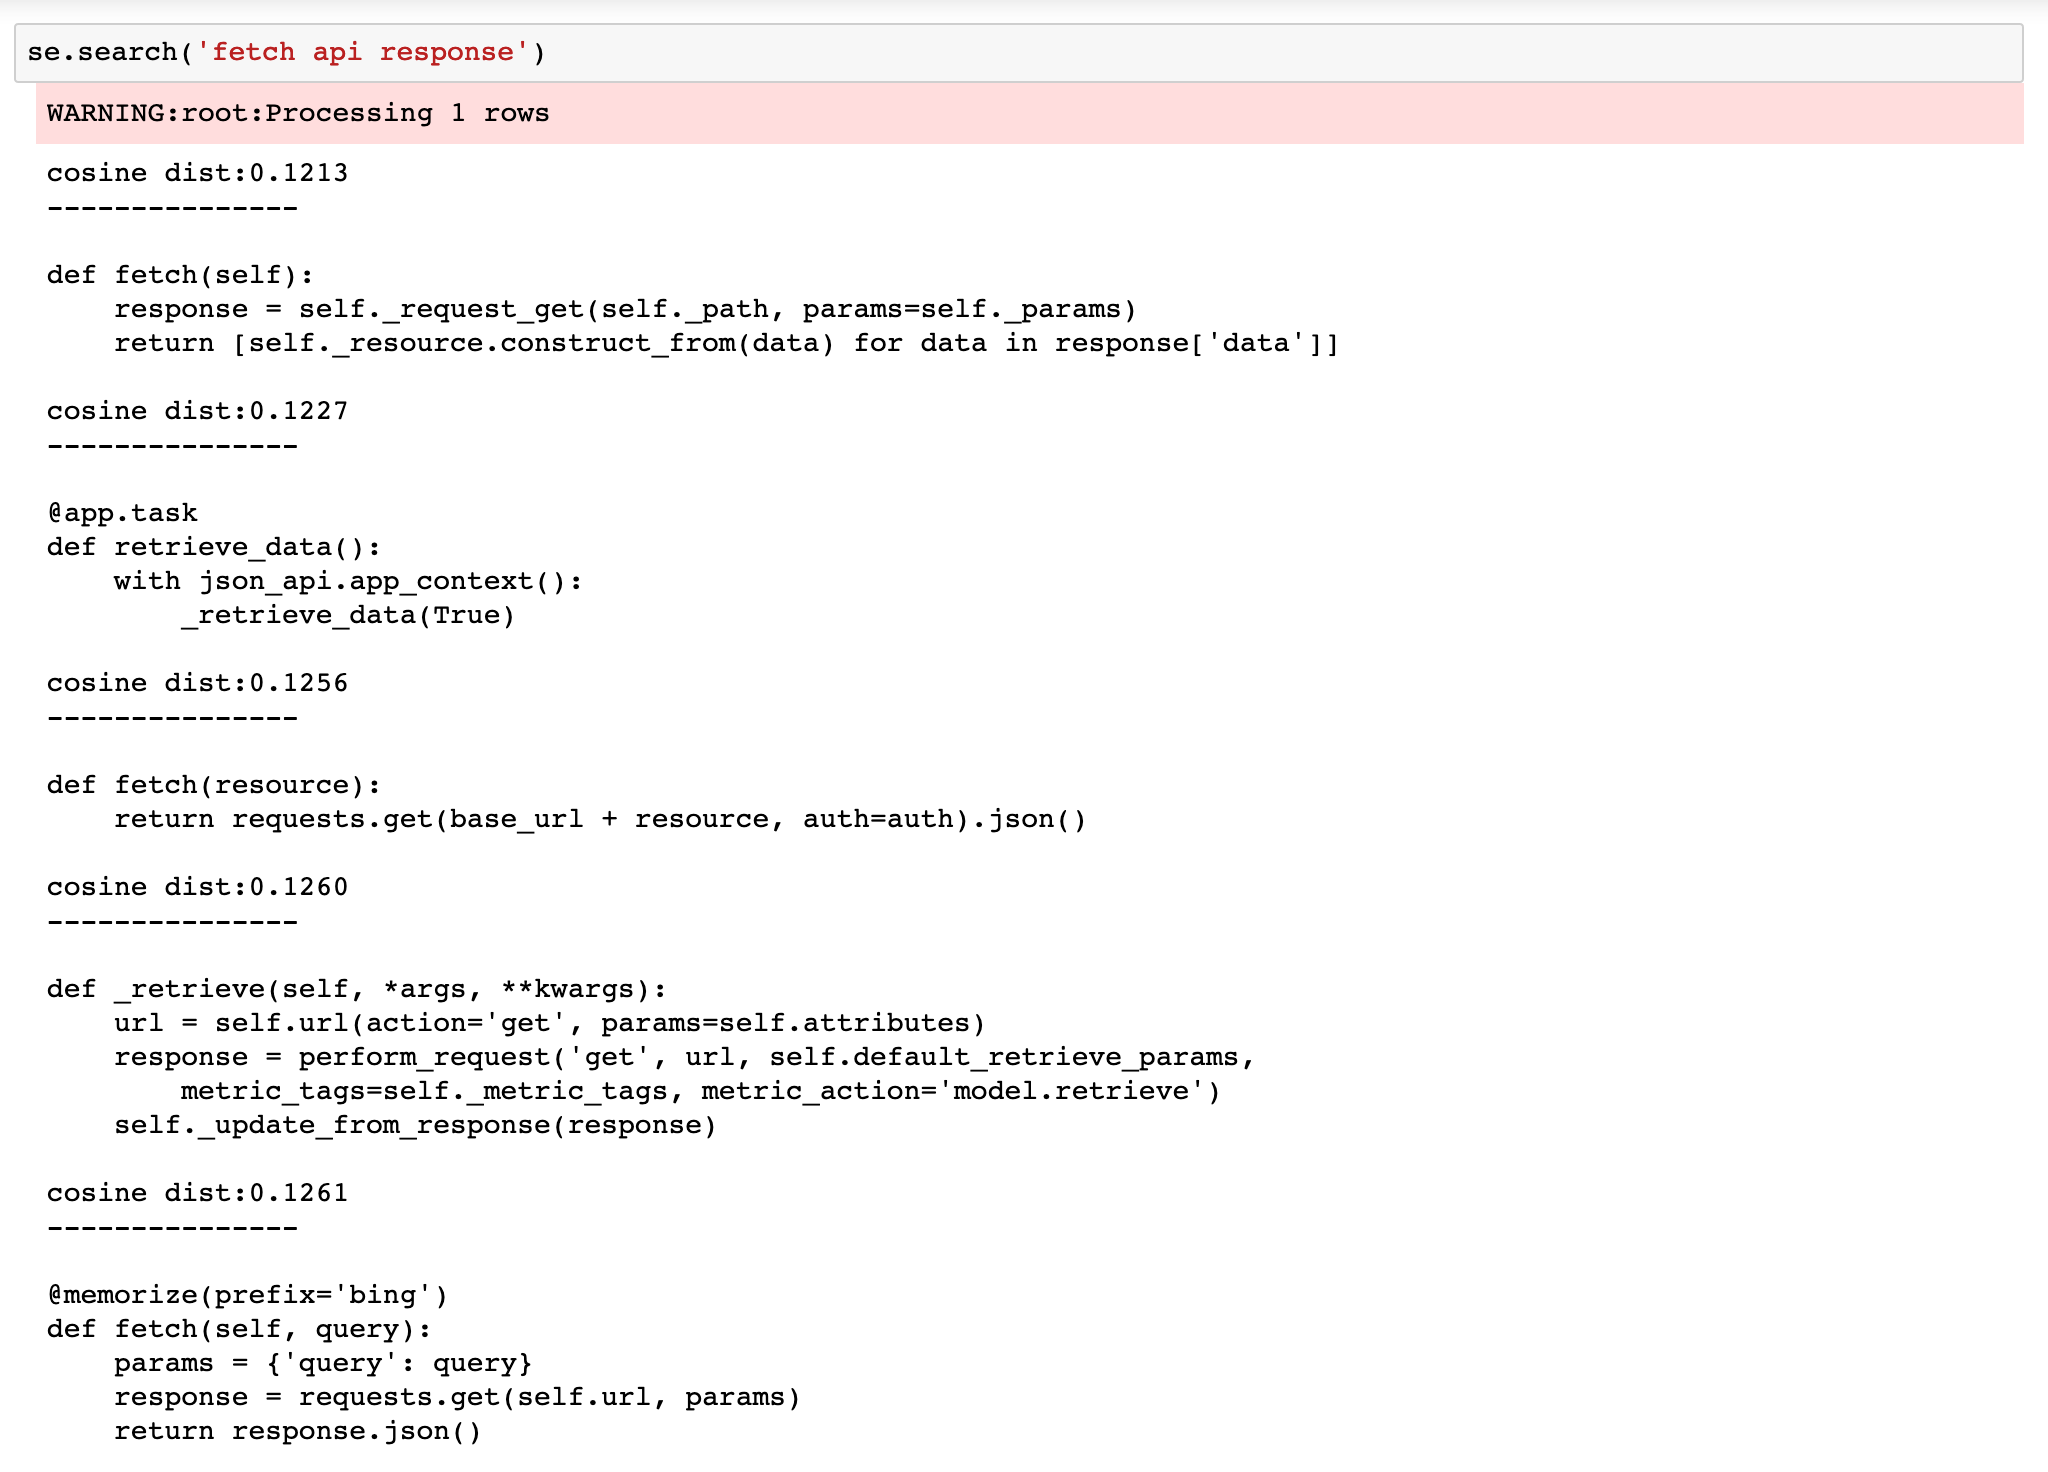 se.search('fetch api response')
WARNING:root:Processing 1 rows
cosine dist:0.1213
---------------
def fetch(self):
    response = self._request_get(self._path, params=self._params)
    return [self._resource.construct_from(data) for data in response['data']]
cosine dist:0.1227
---------------
@app.task
def retrieve_data():
    with json_api.app_context():
        _retrieve_data(True)
cosine dist:0.1256
---------------
def fetch(resource):
    return requests.get(base_url + resource, auth=auth).json()
cosine dist:0.1260
---------------
def _retrieve(self, *args, **kwargs):
    url = self.url(action='get', params=self.attributes)
    response = perform_request('get', url, self.default_retrieve_params,
        metric_tags=self._metric_tags, metric_action='model.retrieve')
    self._update_from_response(response)
cosine dist:0.1261
---------------
@memorize(prefix='bing')
def fetch(self, query):
    params = {'query': query}
    response = requests.get(self.url, params)
    return response.json()